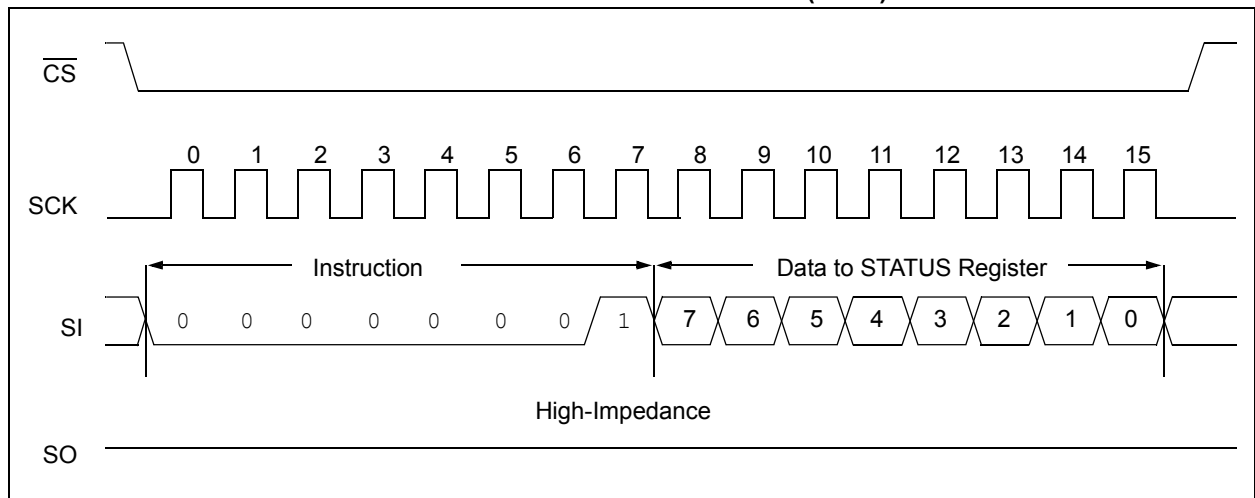 CS
0 1 2 3 4 5 6 7 8 9 10 11 12 13 14 15
SCK
Instruction Data to STATUS Register
SI 0 0 0 0 0 0 0 1 7 6 5 4 3 2 1 0
High-Impedance
SO